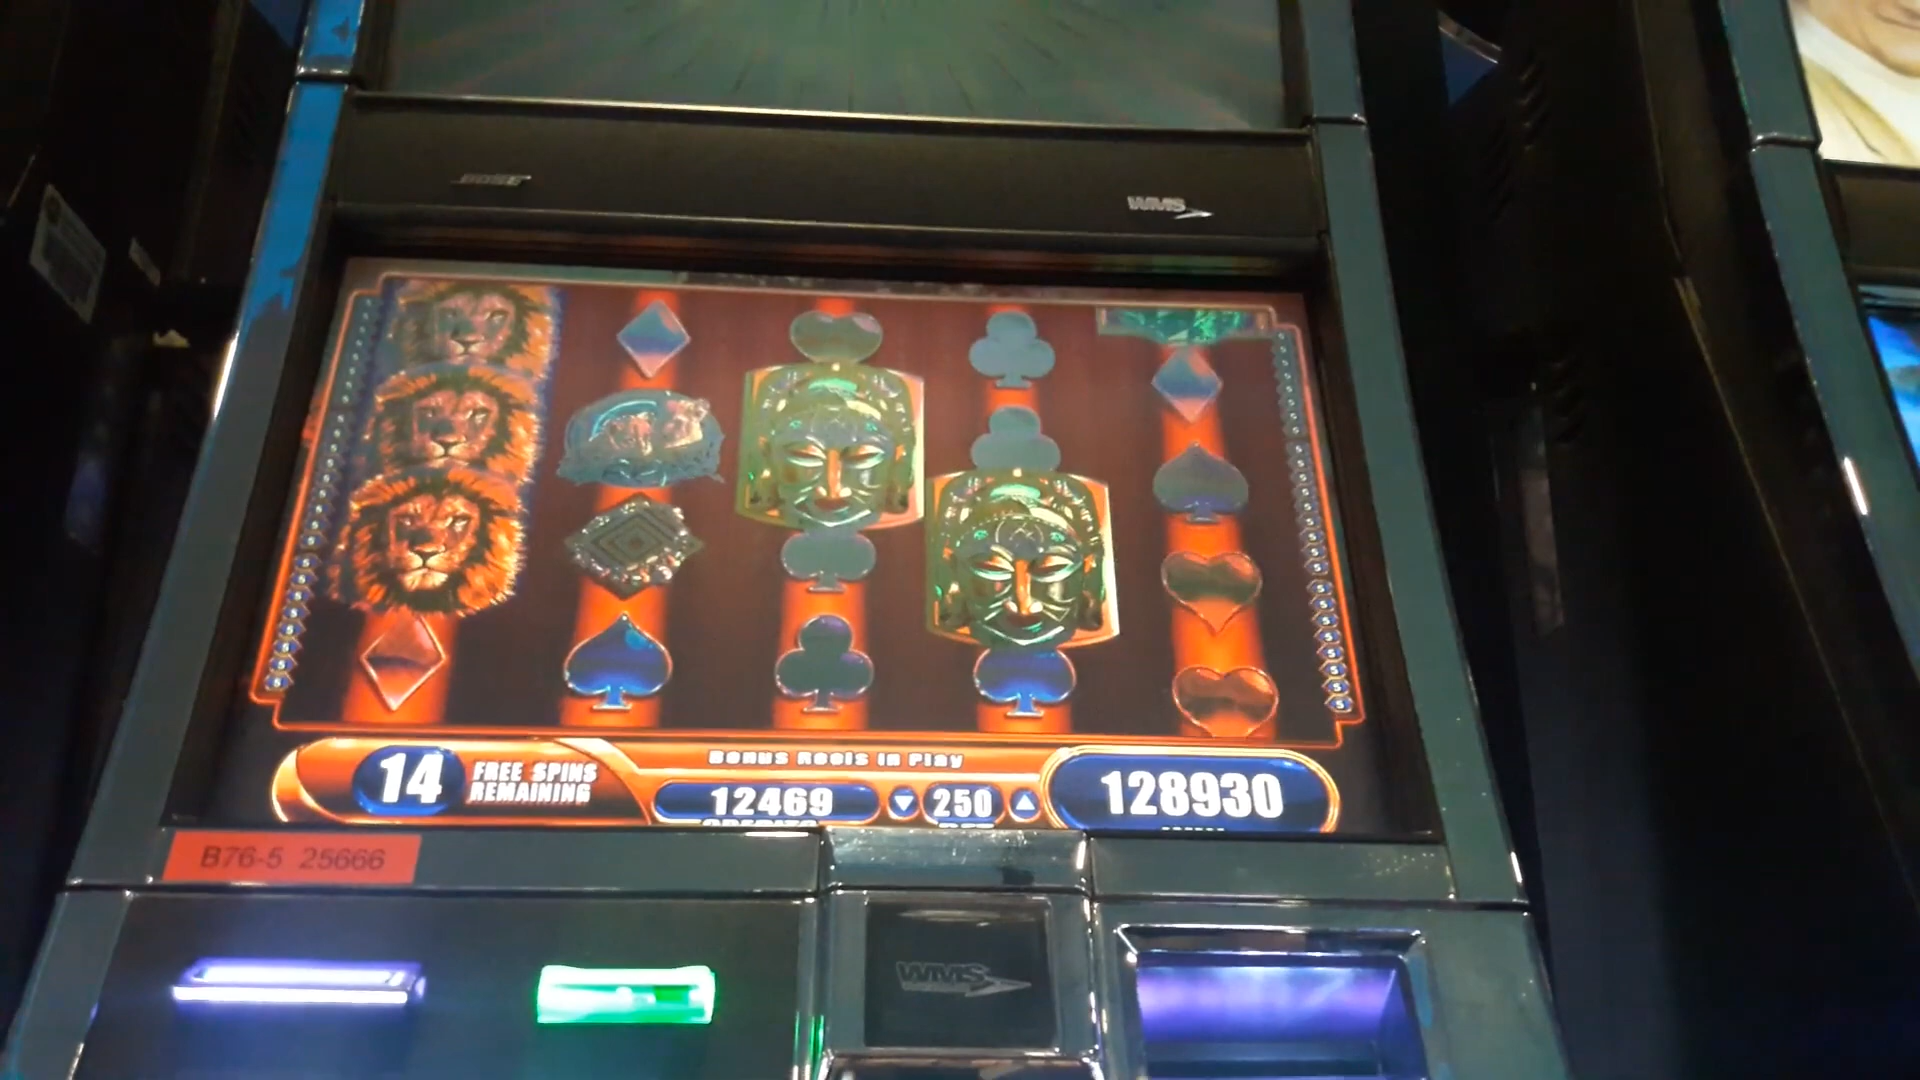 BOSE
WMS
14
FREE SPINS
REMAINING
Bonus Reels In Play
12469
250
128930
B76-5 25666
WMS